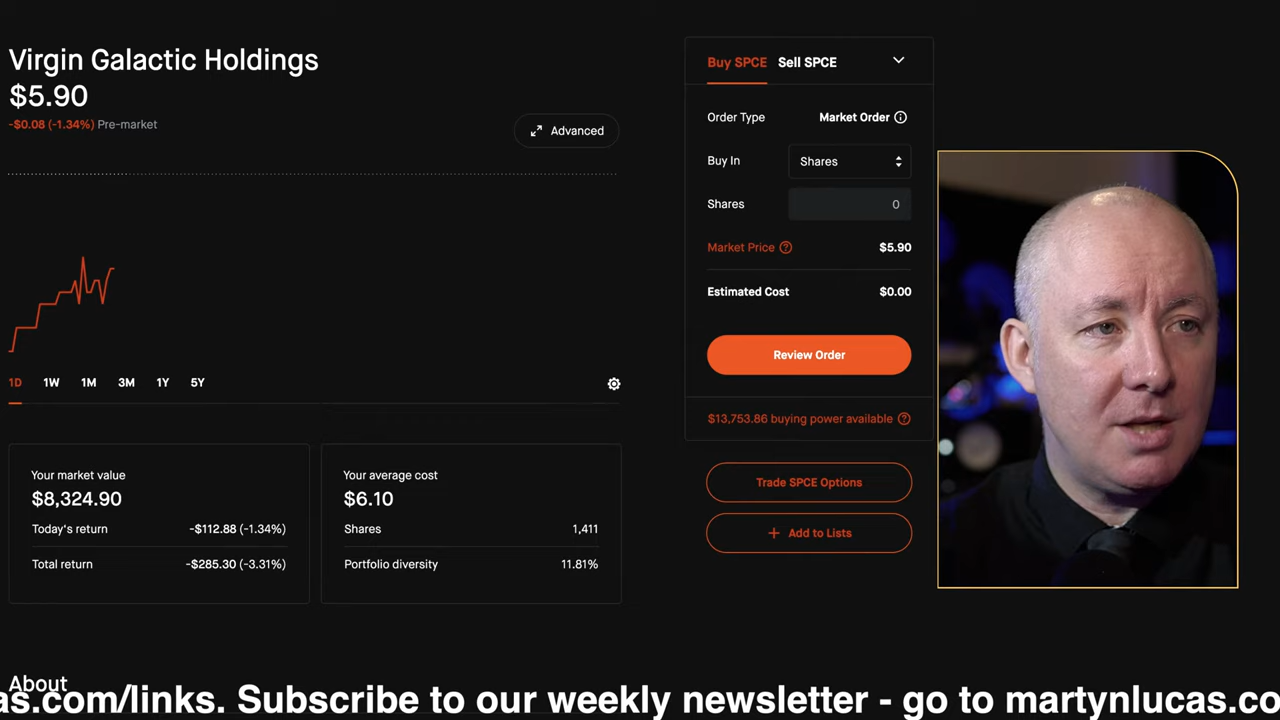 Virgin Galactic Holdings
$5.90
-$0.08 (-1.34%) Pre-market
Advanced
1D 1W 1M 3M 1Y 5Y
Your market value
$8,324.90
Today's return -$112.88 (-1.34%)
Total return -$285.30 (-3.31%)
Your average cost
$6.10
Shares 1,411
Portfolio diversity 11.81%
Buy SPCE Sell SPCE
Order Type Market Order
Buy In Shares
Shares 0
Market Price $5.90
Estimated Cost $0.00
Review Order
$13,753.86 buying power available
Trade SPCE Options
+ Add to Lists
About
as.com/links. Subscribe to our weekly newsletter - go to martynlucas.co